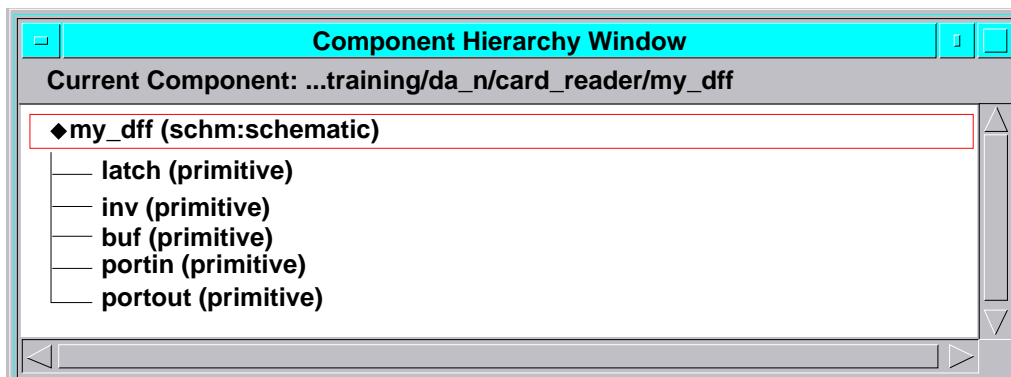 Component Hierarchy Window
Current Component: ...training/da_n/card_reader/my_dff
◆my_dff (schm:schematic)
latch (primitive)
inv (primitive)
buf (primitive)
portin (primitive)
portout (primitive)